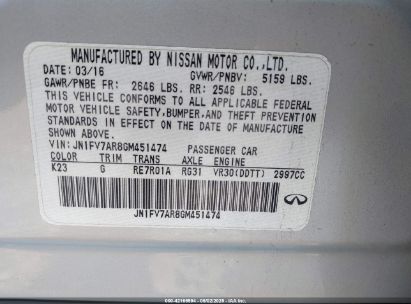 MANUFACTURED BY NISSAN MOTOR CO.,LTD.
DATE: 03/16 GVWR/PNBV: 5159 LBS.
GAWR/PNBE FR: 2646 LBS. RR: 2546 LBS.
THIS VEHICLE CONFORMS TO ALL APPLICABLE FEDERAL
MOTOR VEHICLE SAFETY,BUMPER,AND THEFT PREVENTION
STANDARDS IN EFFECT ON THE DATE OF MANUFACTURE
SHOWN ABOVE.
VIN: JN1FV7AR8GM451474 PASSENGER CAR
COLOR TRIM TRANS AXLE ENGINE
K23 G RE7R01A RG31 VR30(DDTT) 2997CC
JN1FV7AR8GM451474
INFINITI